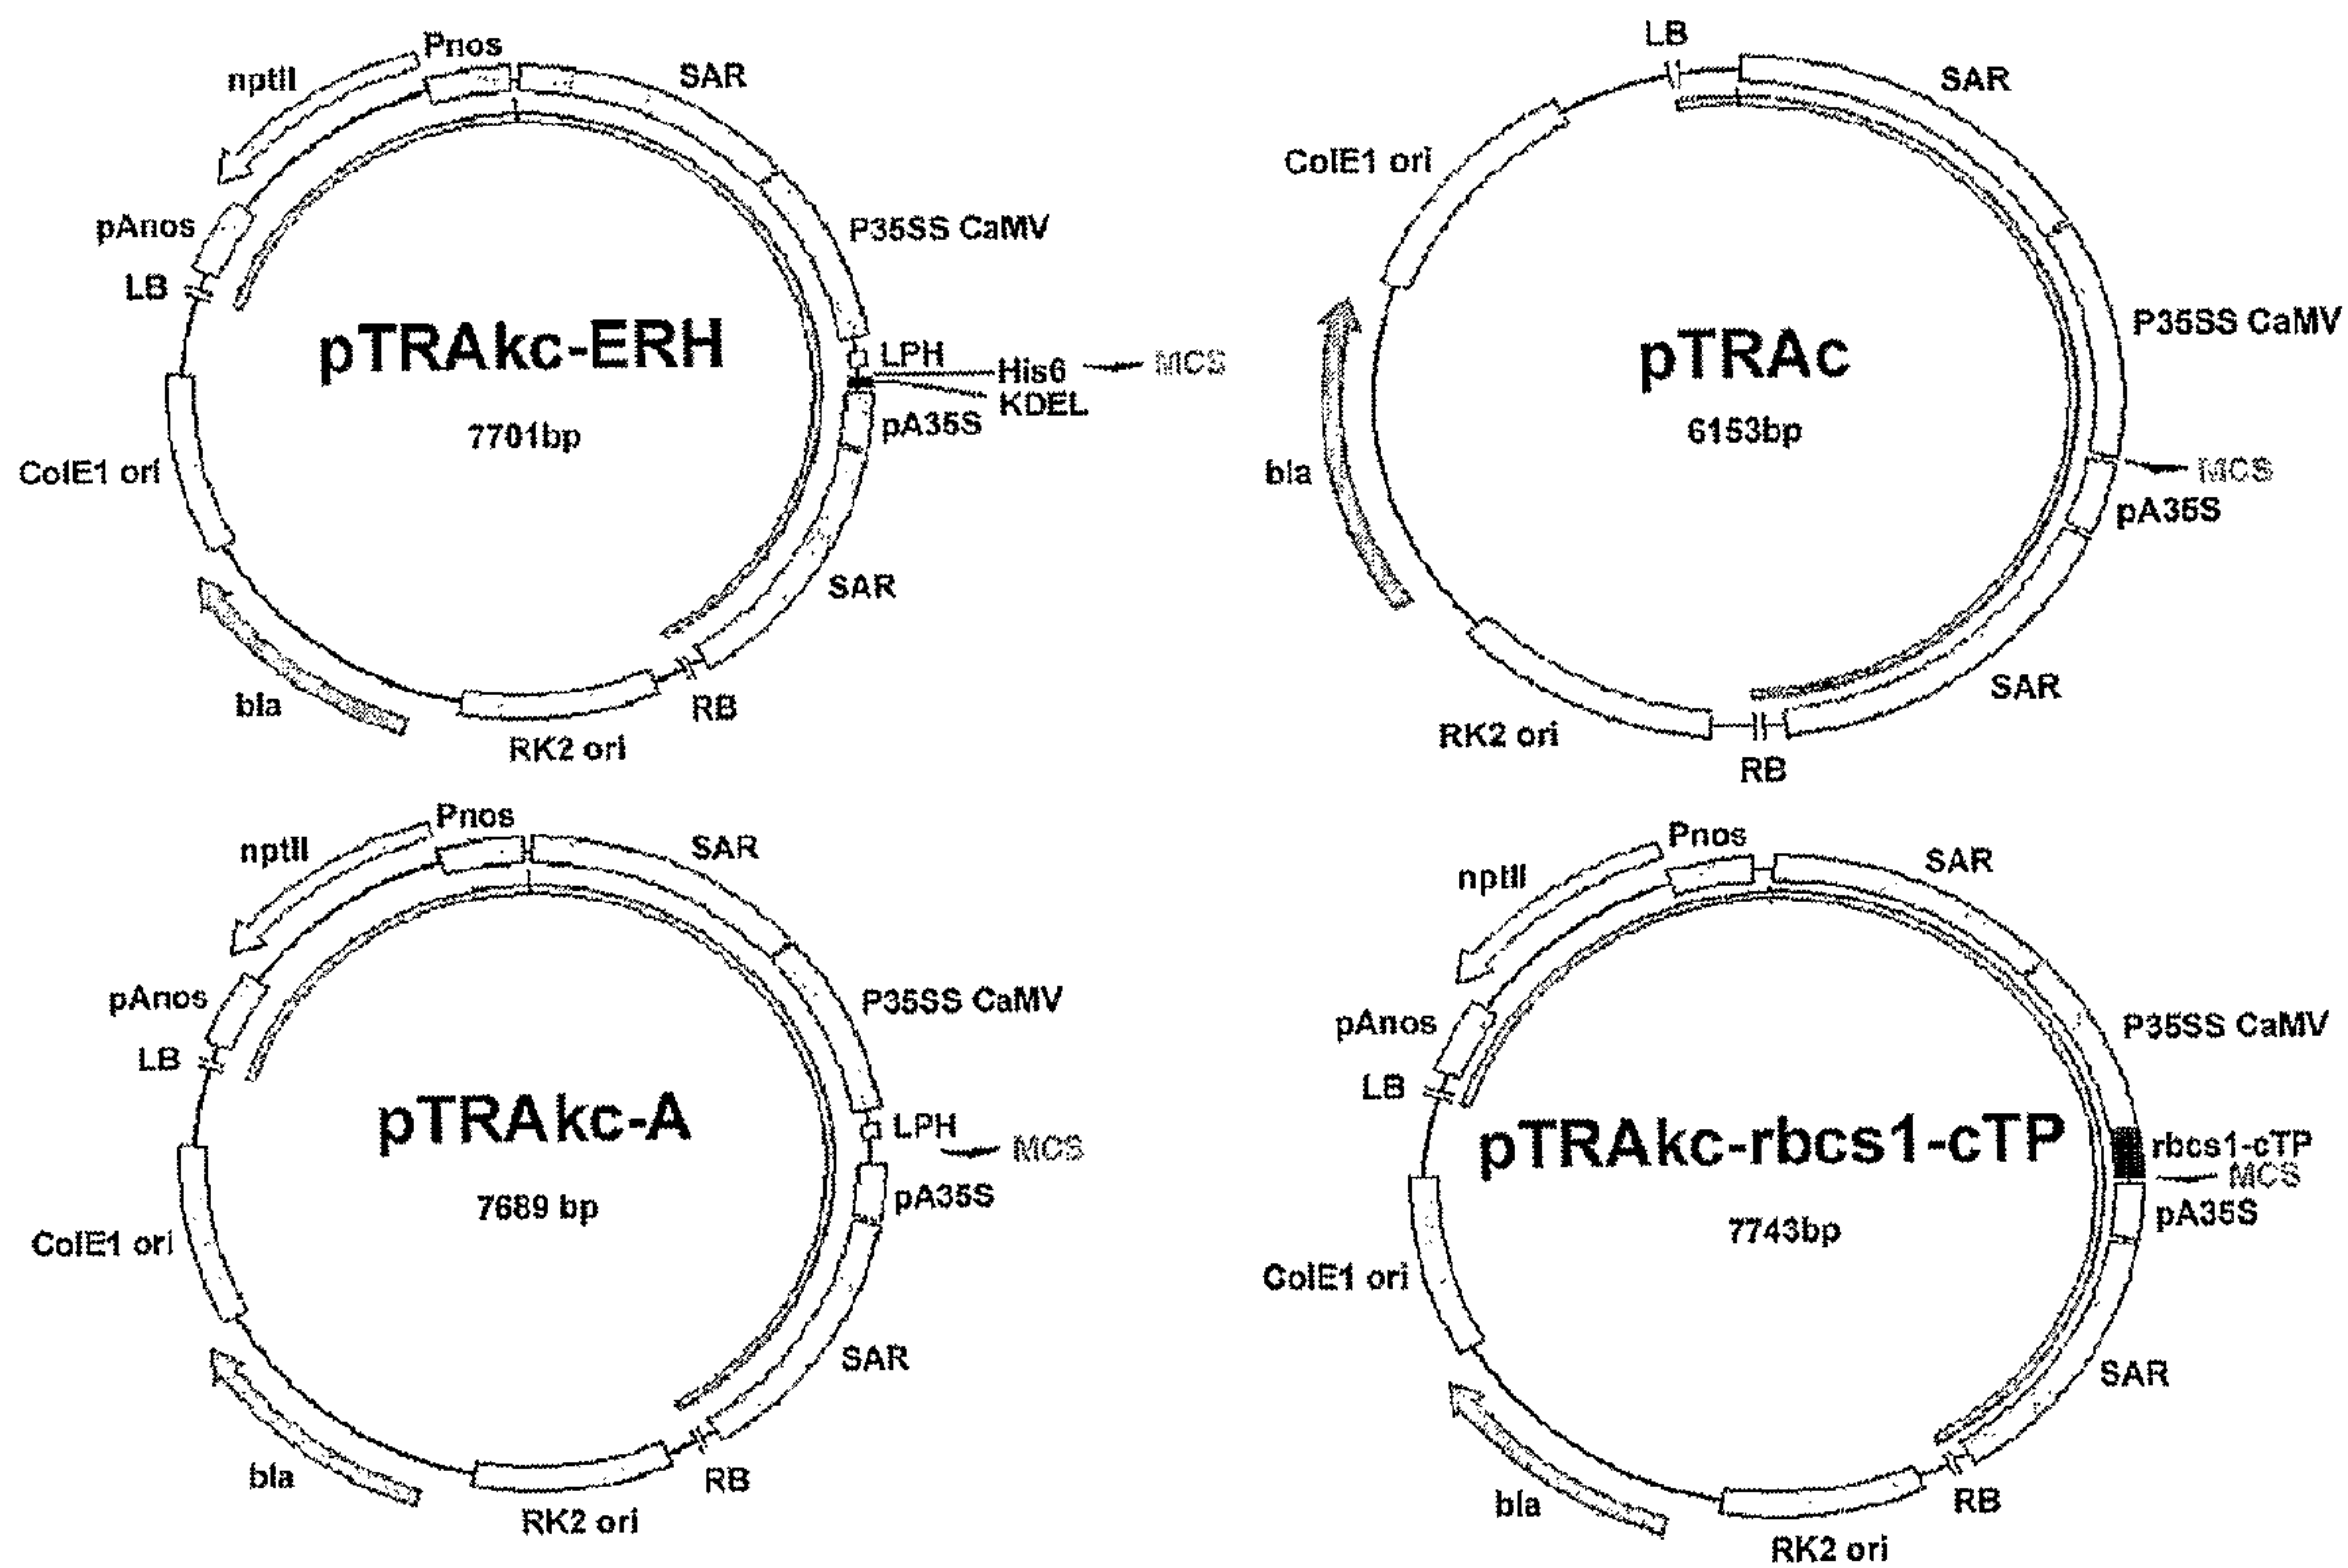 Pnos
nptII
SAR
pAnos
P35SS CaMV
LB
pTRAkc-ERH
7701bp
LPH
His6
MCS
KDEL
pA35S
ColE1 ori
SAR
bla
RB
RK2 ori
LB
SAR
ColE1 ori
P35SS CaMV
pTRAc
6153bp
bla
MCS
pA35S
SAR
RK2 ori
RB
Pnos
nptII
SAR
pAnos
P35SS CaMV
LB
pTRAkc-A
7689 bp
LPH
MCS
pA35S
ColE1 ori
SAR
bla
RB
RK2 ori
Pnos
nptII
SAR
pAnos
P35SS CaMV
LB
pTRAkc-rbcs1-cTP
7743bp
rbcs1-cTP
MCS
pA35S
ColE1 ori
SAR
bla
RB
RK2 ori